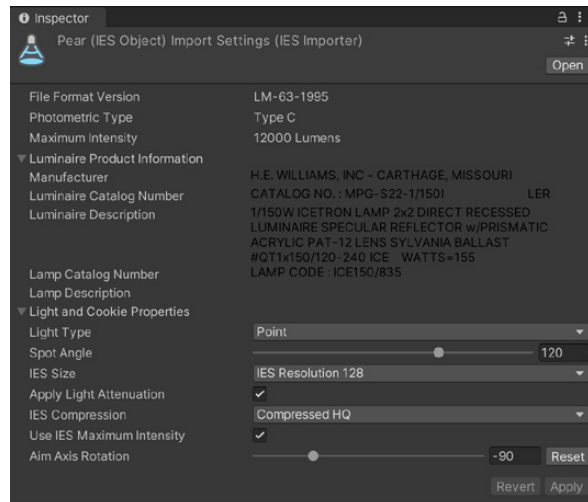 Inspector
Pear (IES Object) Import Settings (IES Importer)
Open
File Format Version LM-63-1995
Photometric Type Type C
Maximum Intensity 12000 Lumens
Luminaire Product Information
Manufacturer H.E. WILLIAMS, INC - CARTHAGE, MISSOURI
Luminaire Catalog Number CATALOG NO. : MPG-S22-1/150I LER
Luminaire Description 1/150W ICETRON LAMP 2x2 DIRECT RECESSED
LUMINAIRE SPECULAR REFLECTOR w/PRISMATIC
ACRYLIC PAT-12 LENS SYLVANIA BALLAST
#QT1x150/120-240 ICE WATTS=155
Lamp Catalog Number LAMP CODE : ICE150/835
Lamp Description
Light and Cookie Properties
Light Type Point
Spot Angle 120
IES Size IES Resolution 128
Apply Light Attenuation
IES Compression Compressed HQ
Use IES Maximum Intensity
Aim Axis Rotation -90 Reset
Revert Apply